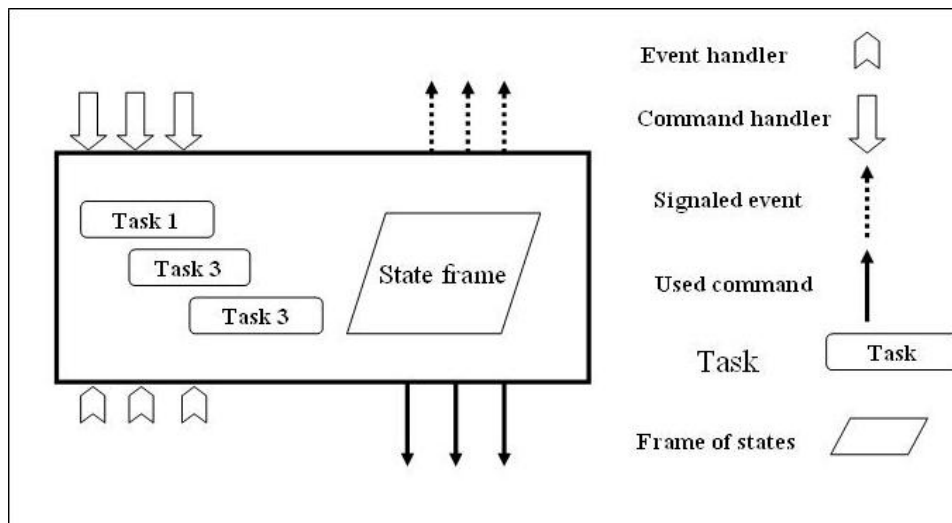 Task 1
Task 3
Task 3
State frame
Event handler
Command handler
Signaled event
Used command
Task
Task
Frame of states